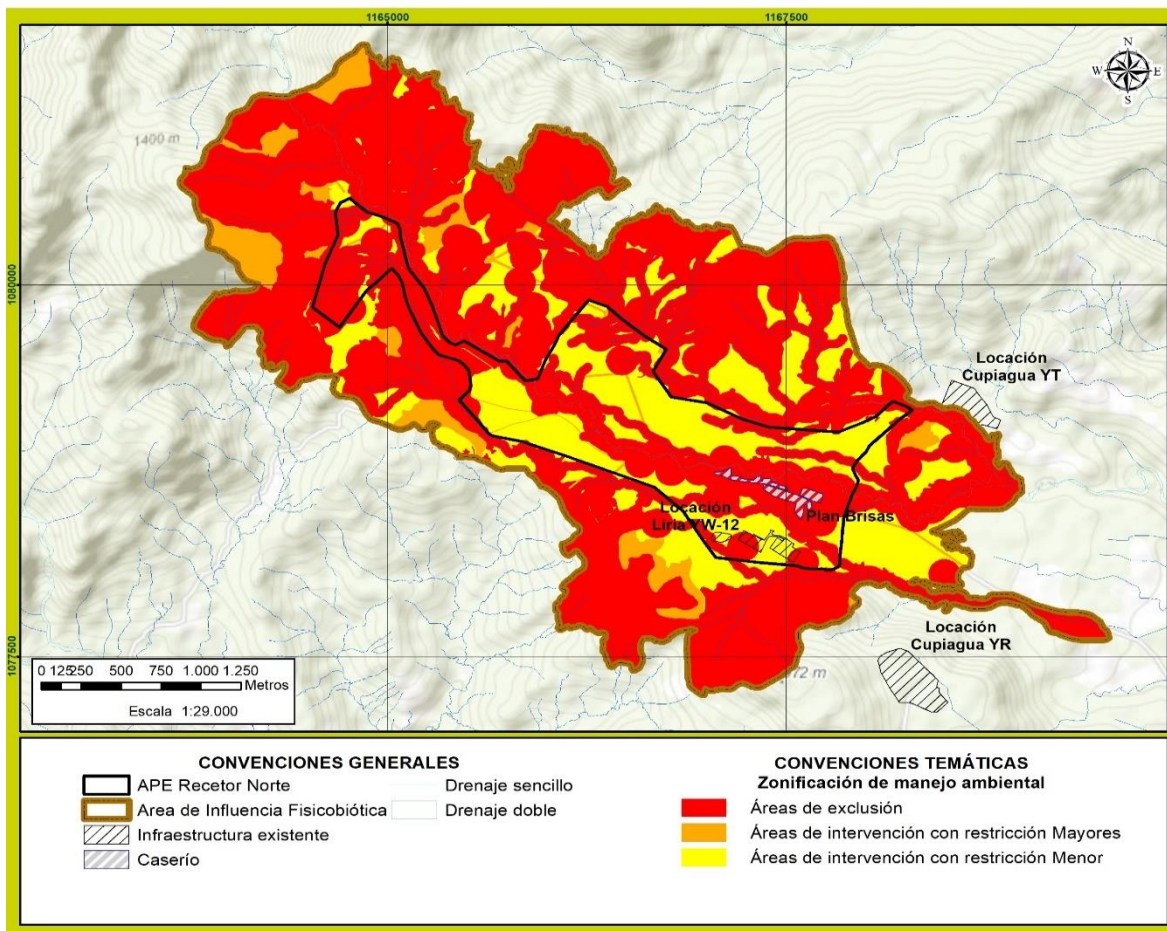 1165000
1167500
N
W E
S
1400 m
1080000
Locación
Cupiagua YT
Locación
Liria YW-12
Plan Brisas
Locación
Cupiagua YR
1077500
72 m
0 125250 500 750 1.000 1.250
Metros
Escala 1:29.000
CONVENCIONES GENERALES
APE Recetor Norte
Area de Influencia Fisicobiótica
Infraestructura existente
Caserío
Drenaje sencillo
Drenaje doble
CONVENCIONES TEMÁTICAS
Zonificación de manejo ambiental
Áreas de exclusión
Áreas de intervención con restricción Mayores
Áreas de intervención con restricción Menor